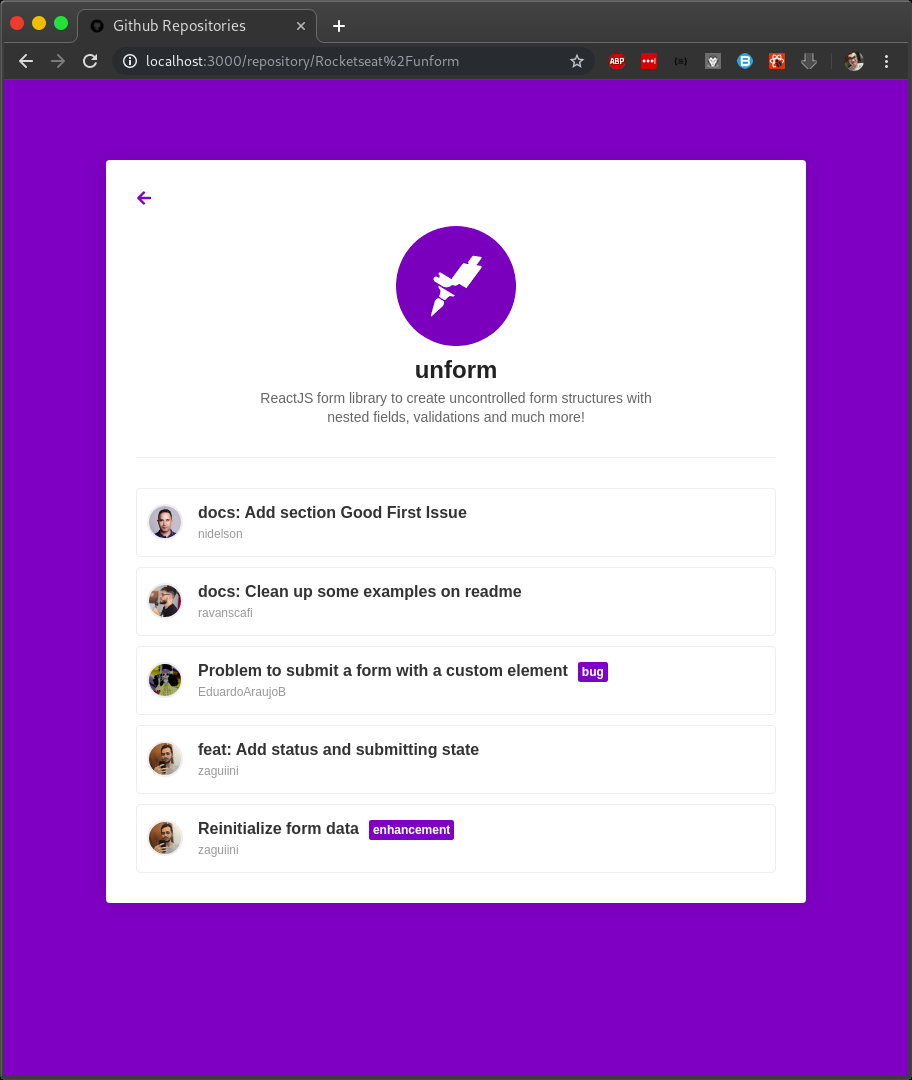 Github Repositories
localhost:3000/repository/Rocketseat%2Funform
ABP
unform
ReactJS form library to create uncontrolled form structures with
nested fields, validations and much more!
docs: Add section Good First Issue
nidelson
docs: Clean up some examples on readme
ravanscafi
Problem to submit a form with a custom element bug
EduardoAraujoB
feat: Add status and submitting state
zaguiini
Reinitialize form data enhancement
zaguiini